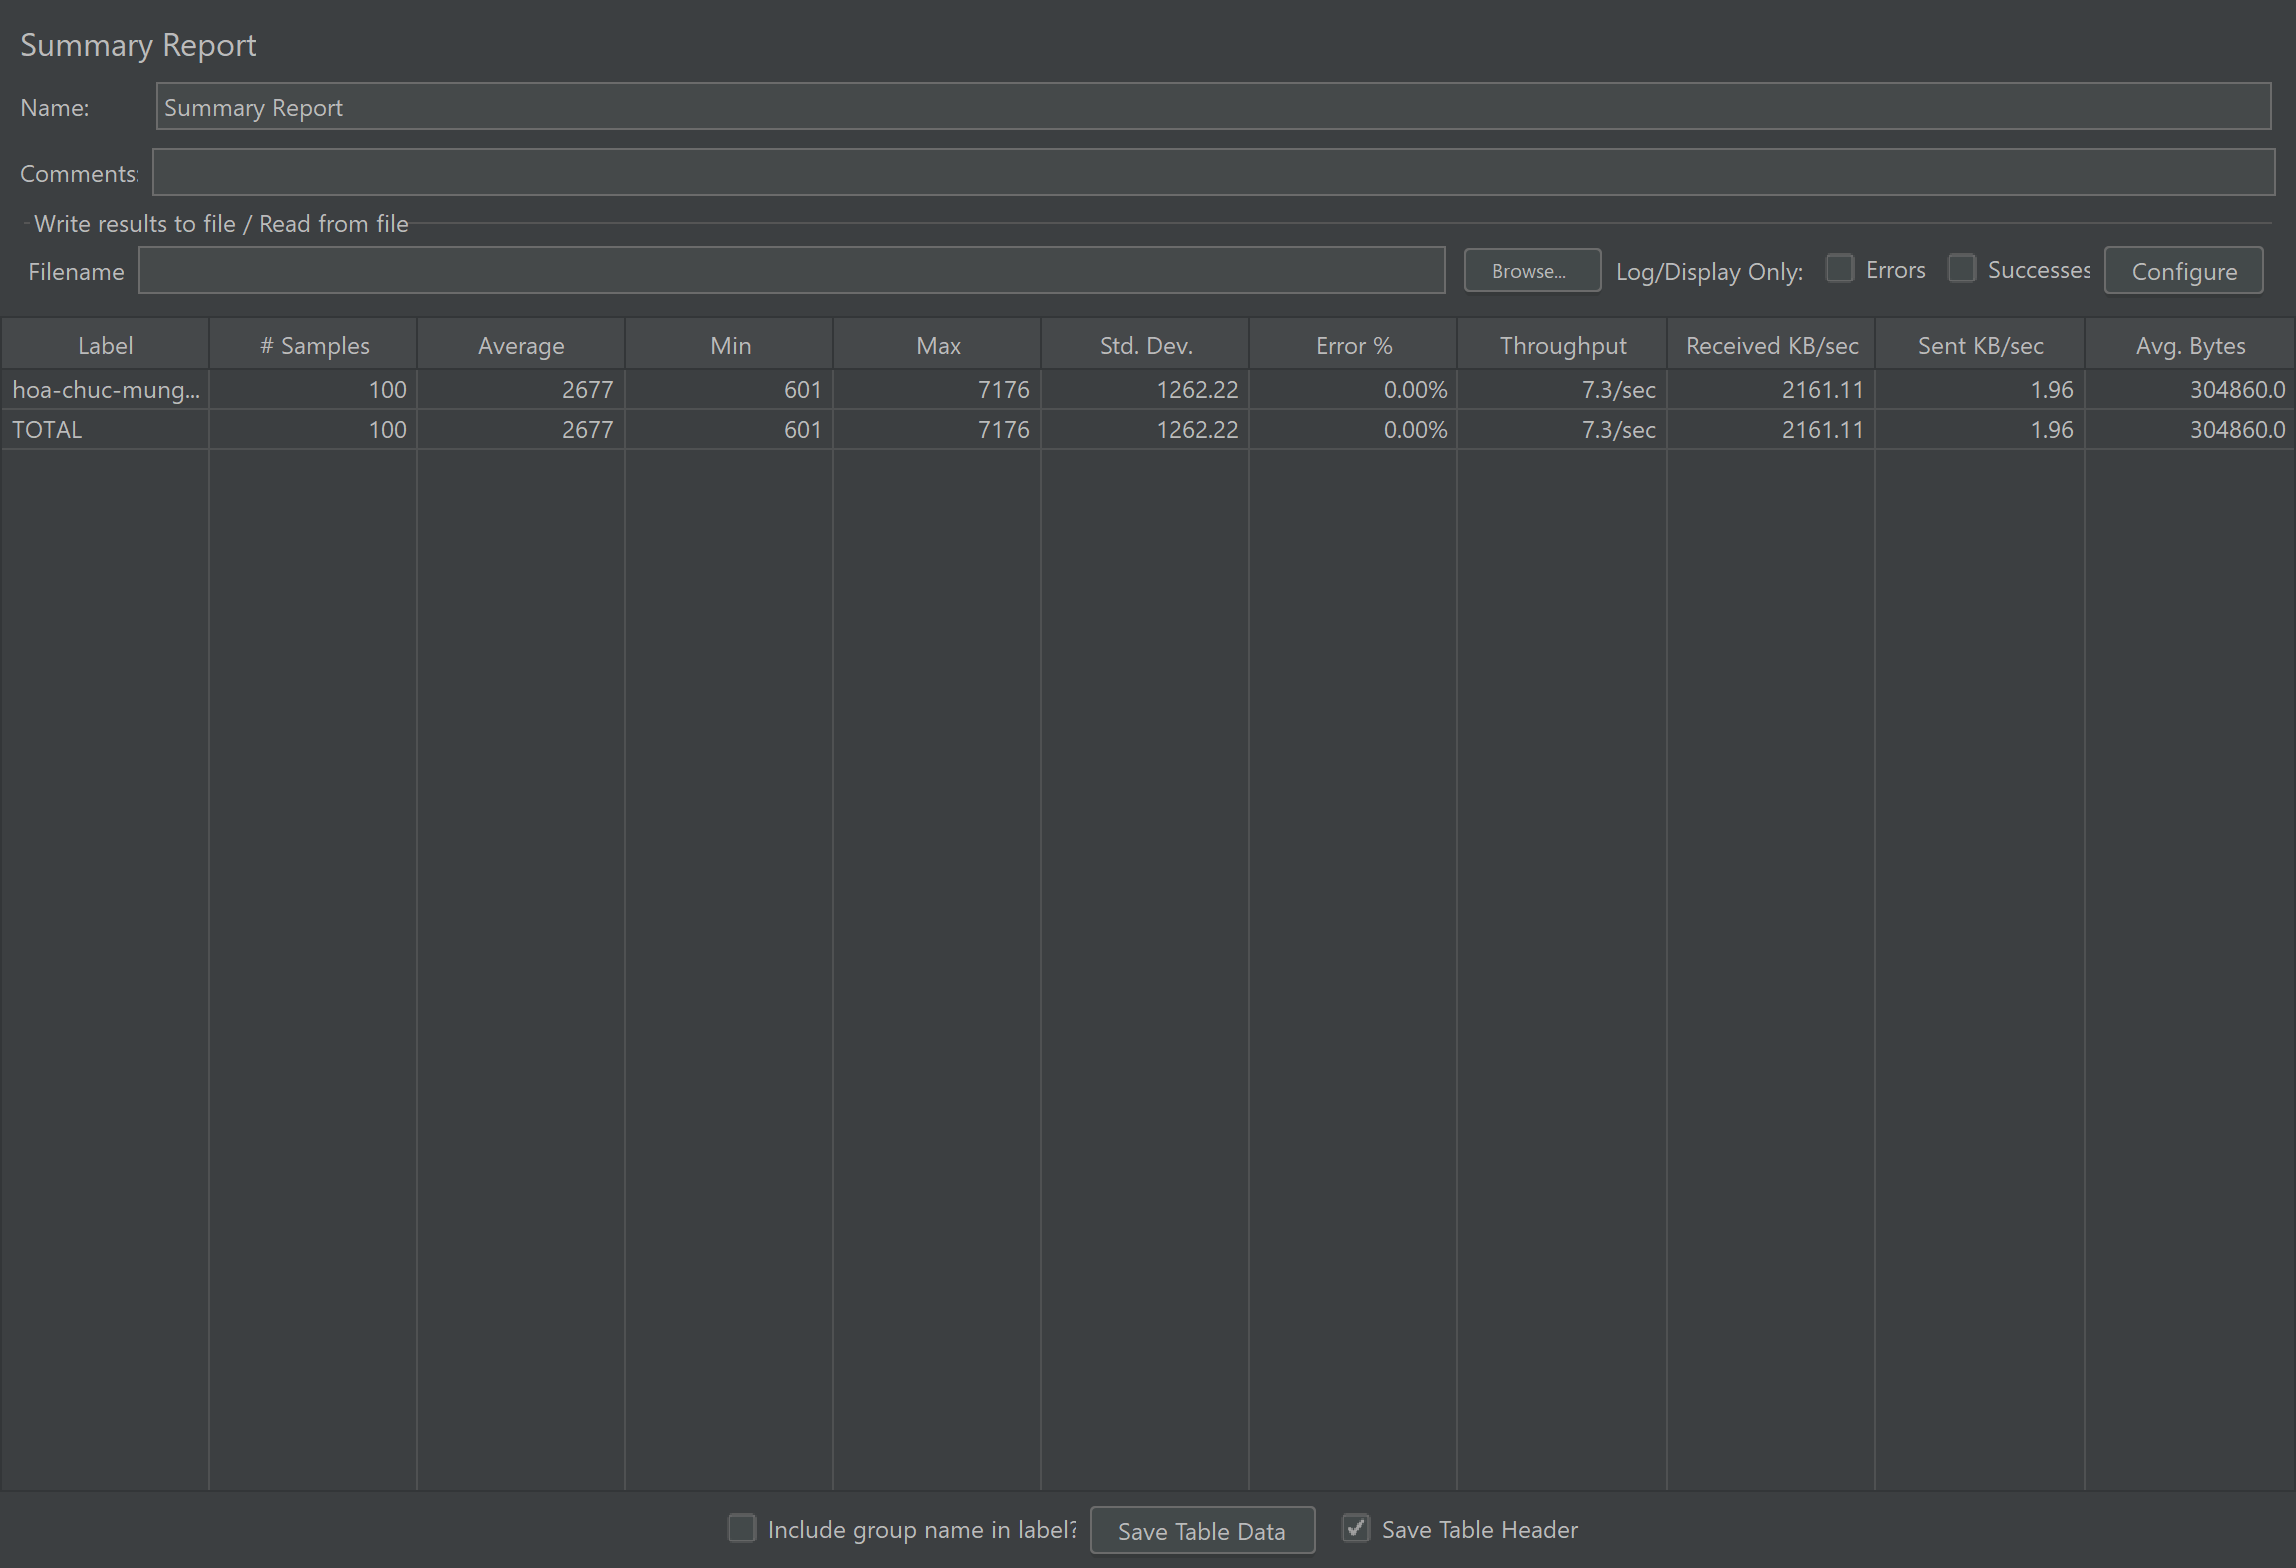 Summary Report
Name: Summary Report
Comments:
Write results to file / Read from file
Filename Browse... Log/Display Only: Errors Successes Configure
Label # Samples Average Min Max Std. Dev. Error % Throughput Received KB/sec Sent KB/sec Avg. Bytes
hoa-chuc-mung... 100 2677 601 7176 1262.22 0.00% 7.3/sec 2161.11 1.96 304860.0
TOTAL 100 2677 601 7176 1262.22 0.00% 7.3/sec 2161.11 1.96 304860.0
Include group name in label? Save Table Data Save Table Header